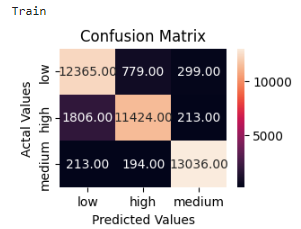 Train
Confusion Matrix
Actal Values
low
high
medium
12365.00 779.00 299.00
1806.00 11424.00 213.00
213.00 194.00 13036.00
low high medium
Predicted Values
10000
5000